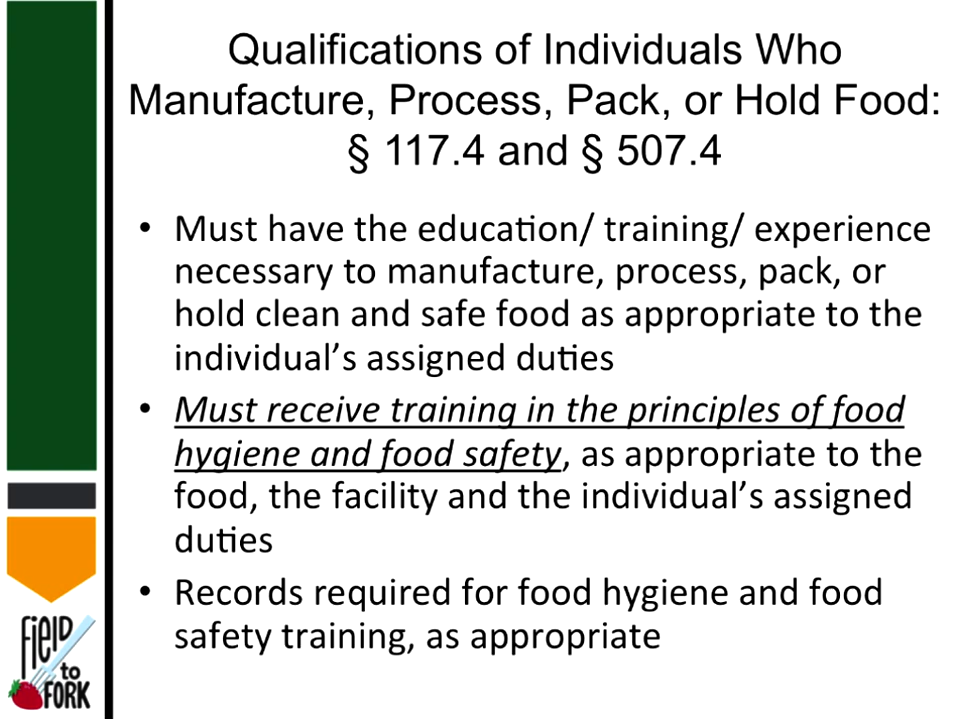 Qualifications of Individuals Who
Manufacture, Process, Pack, or Hold Food:
§ 117.4 and § 507.4
• Must have the education/ training/ experience
necessary to manufacture, process, pack, or
hold clean and safe food as appropriate to the
individual’s assigned duties
• Must receive training in the principles of food
hygiene and food safety, as appropriate to the
food, the facility and the individual’s assigned
duties
• Records required for food hygiene and food
safety training, as appropriate
FiELD
to
FORK